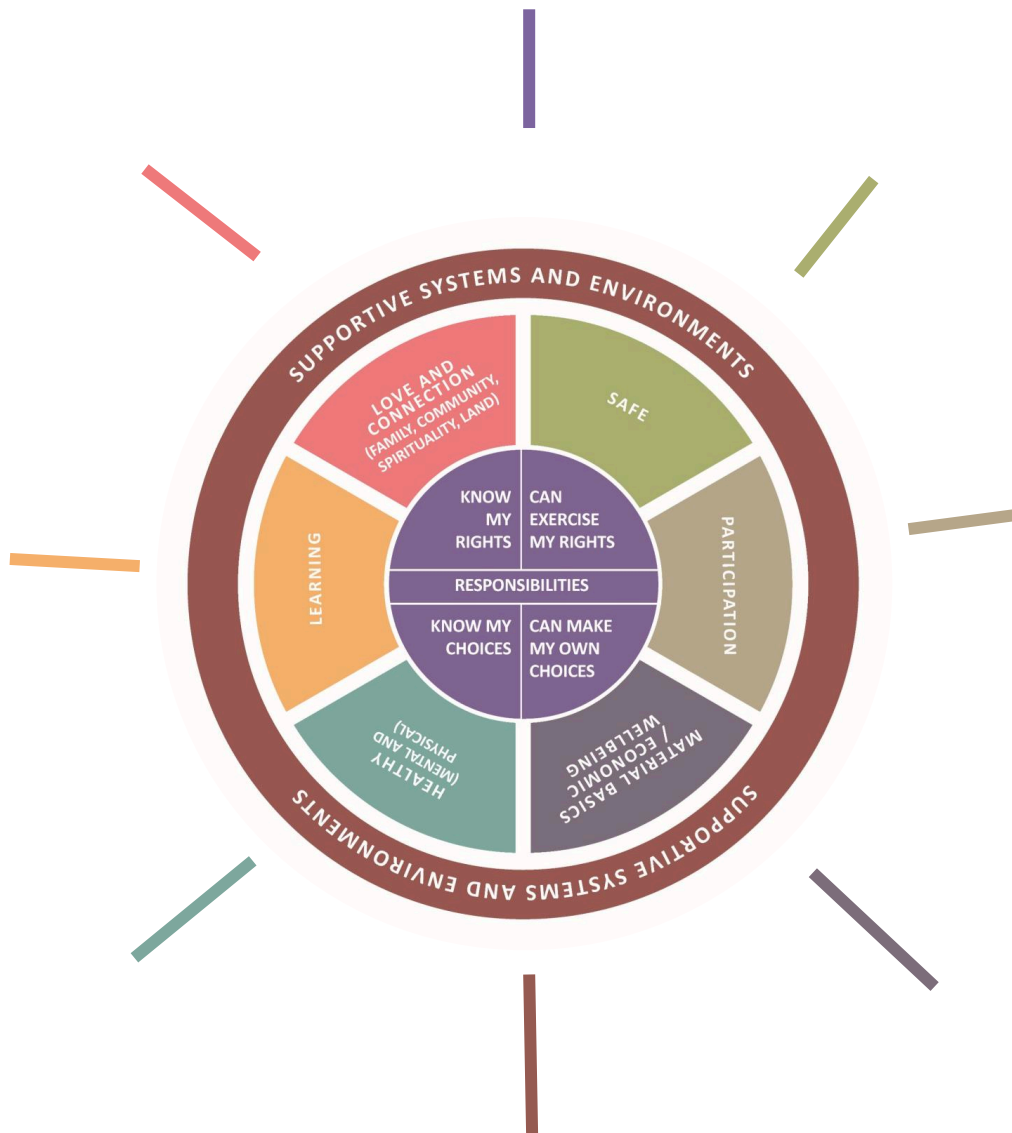 SUPPORTIVE SYSTEMS AND ENVIRONMENTS
LOVE AND
CONNECTION
(FAMILY, COMMUNITY,
SPIRITUALITY, LAND)
SAFE
PARTICIPATION
MATERIAL BASICS
/ ECONOMIC
WELLBEING
HEALTHY
(MENTAL AND
PHYSICAL)
LEARNING
KNOW
MY
RIGHTS
CAN
EXERCISE
MY RIGHTS
RESPONSIBILITIES
KNOW MY
CHOICES
CAN MAKE
MY OWN
CHOICES
SUPPORTIVE SYSTEMS AND ENVIRONMENTS